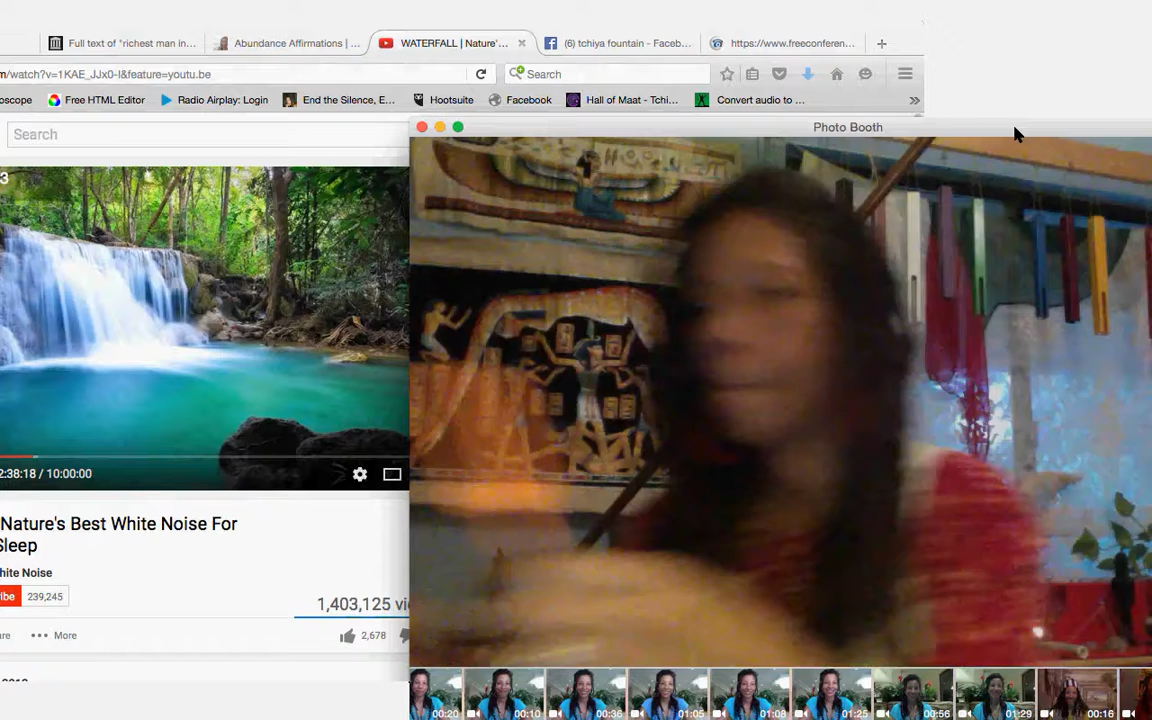 Full text of "richest man in...
Abundance Affirmations | ...
WATERFALL | Nature'...
(6) tchiya fountain - Faceb...
https://www.freeconferen...
m/watch?v=1KAE_JJx0-I&feature=youtu.be
Search
oscope
Free HTML Editor
Radio Airplay: Login
End the Silence, E...
Hootsuite
Facebook
Hall of Maat - Tchi...
Convert audio to ...
Search
Photo Booth
3
2:38:18 / 10:00:00
Nature's Best White Noise For
Sleep
hite Noise
ibe 239,245
1,403,125 vi
re
More
2,678
00:20
00:10
00:36
01:05
01:08
01:25
00:56
01:29
00:16